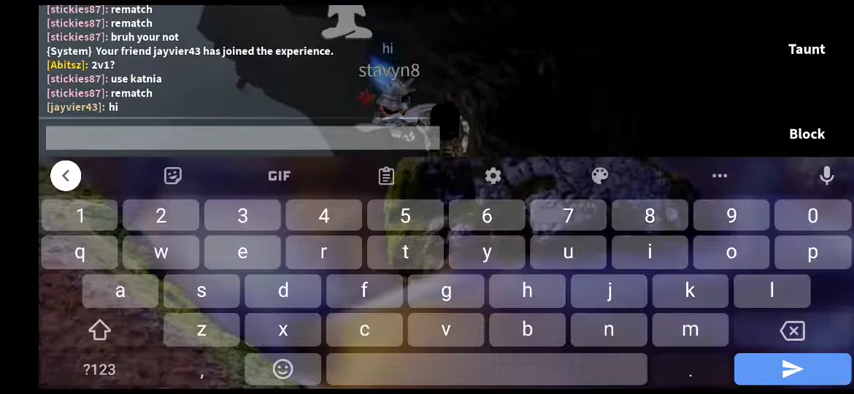 [stickies87]: rematch
[stickies87]: rematch
[stickies87]: bruh your not
{System} Your friend jayvier43 has joined the experience.
[Abitsz]: 2v1?
[stickies87]: use katnia
[stickies87]: rematch
[jayvier43]: hi
hi
stavyn8
Taunt
Block
GIF
1 2 3 4 5 6 7 8 9 0
q w e r t y u i o p
a s d f g h j k l
z x c v b n m
?123 , .